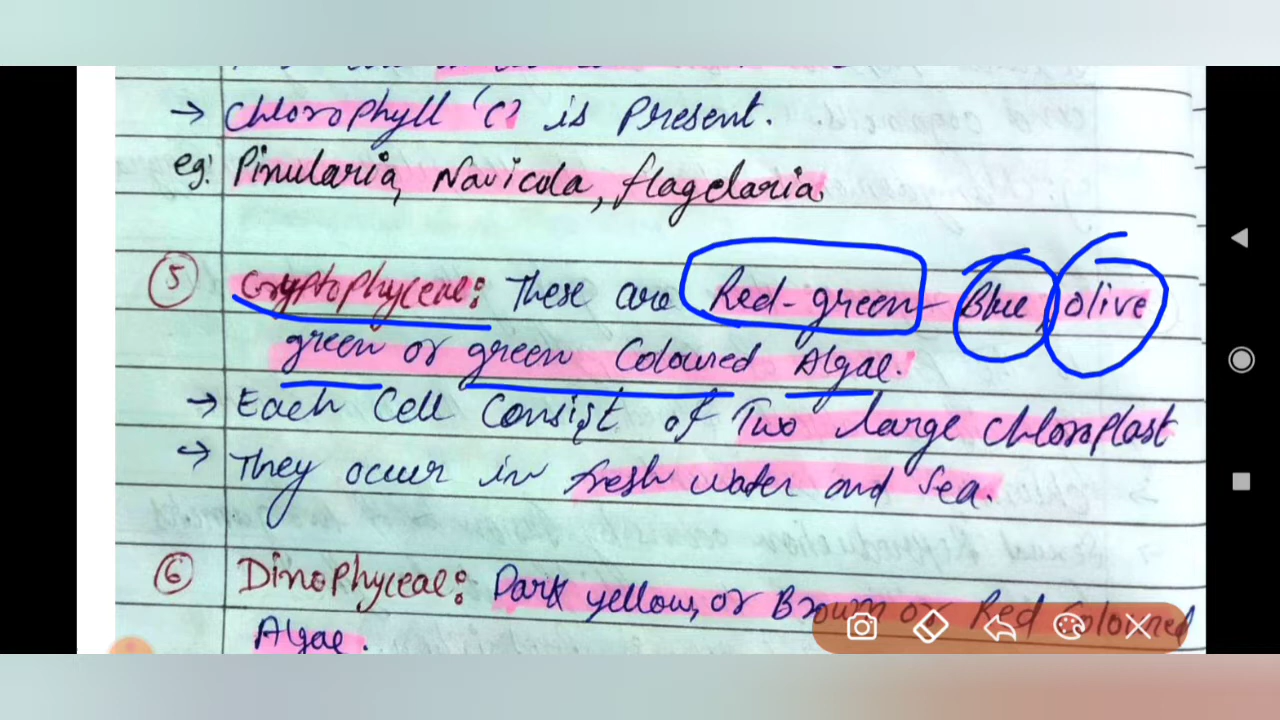 → Chlorophyll 'C' is Present.
eg: Pinularia, Navicula, flagelaria.
⑤ Cryptophyceae: These are Red-green-Blue, olive
green or green Coloured Algae.
→ Each Cell Consist of Two large chloroplast
→ They occur in fresh water and Sea.
⑥ Dinophyceae: Dark yellow, or Brown or Red Coloured
Algae.